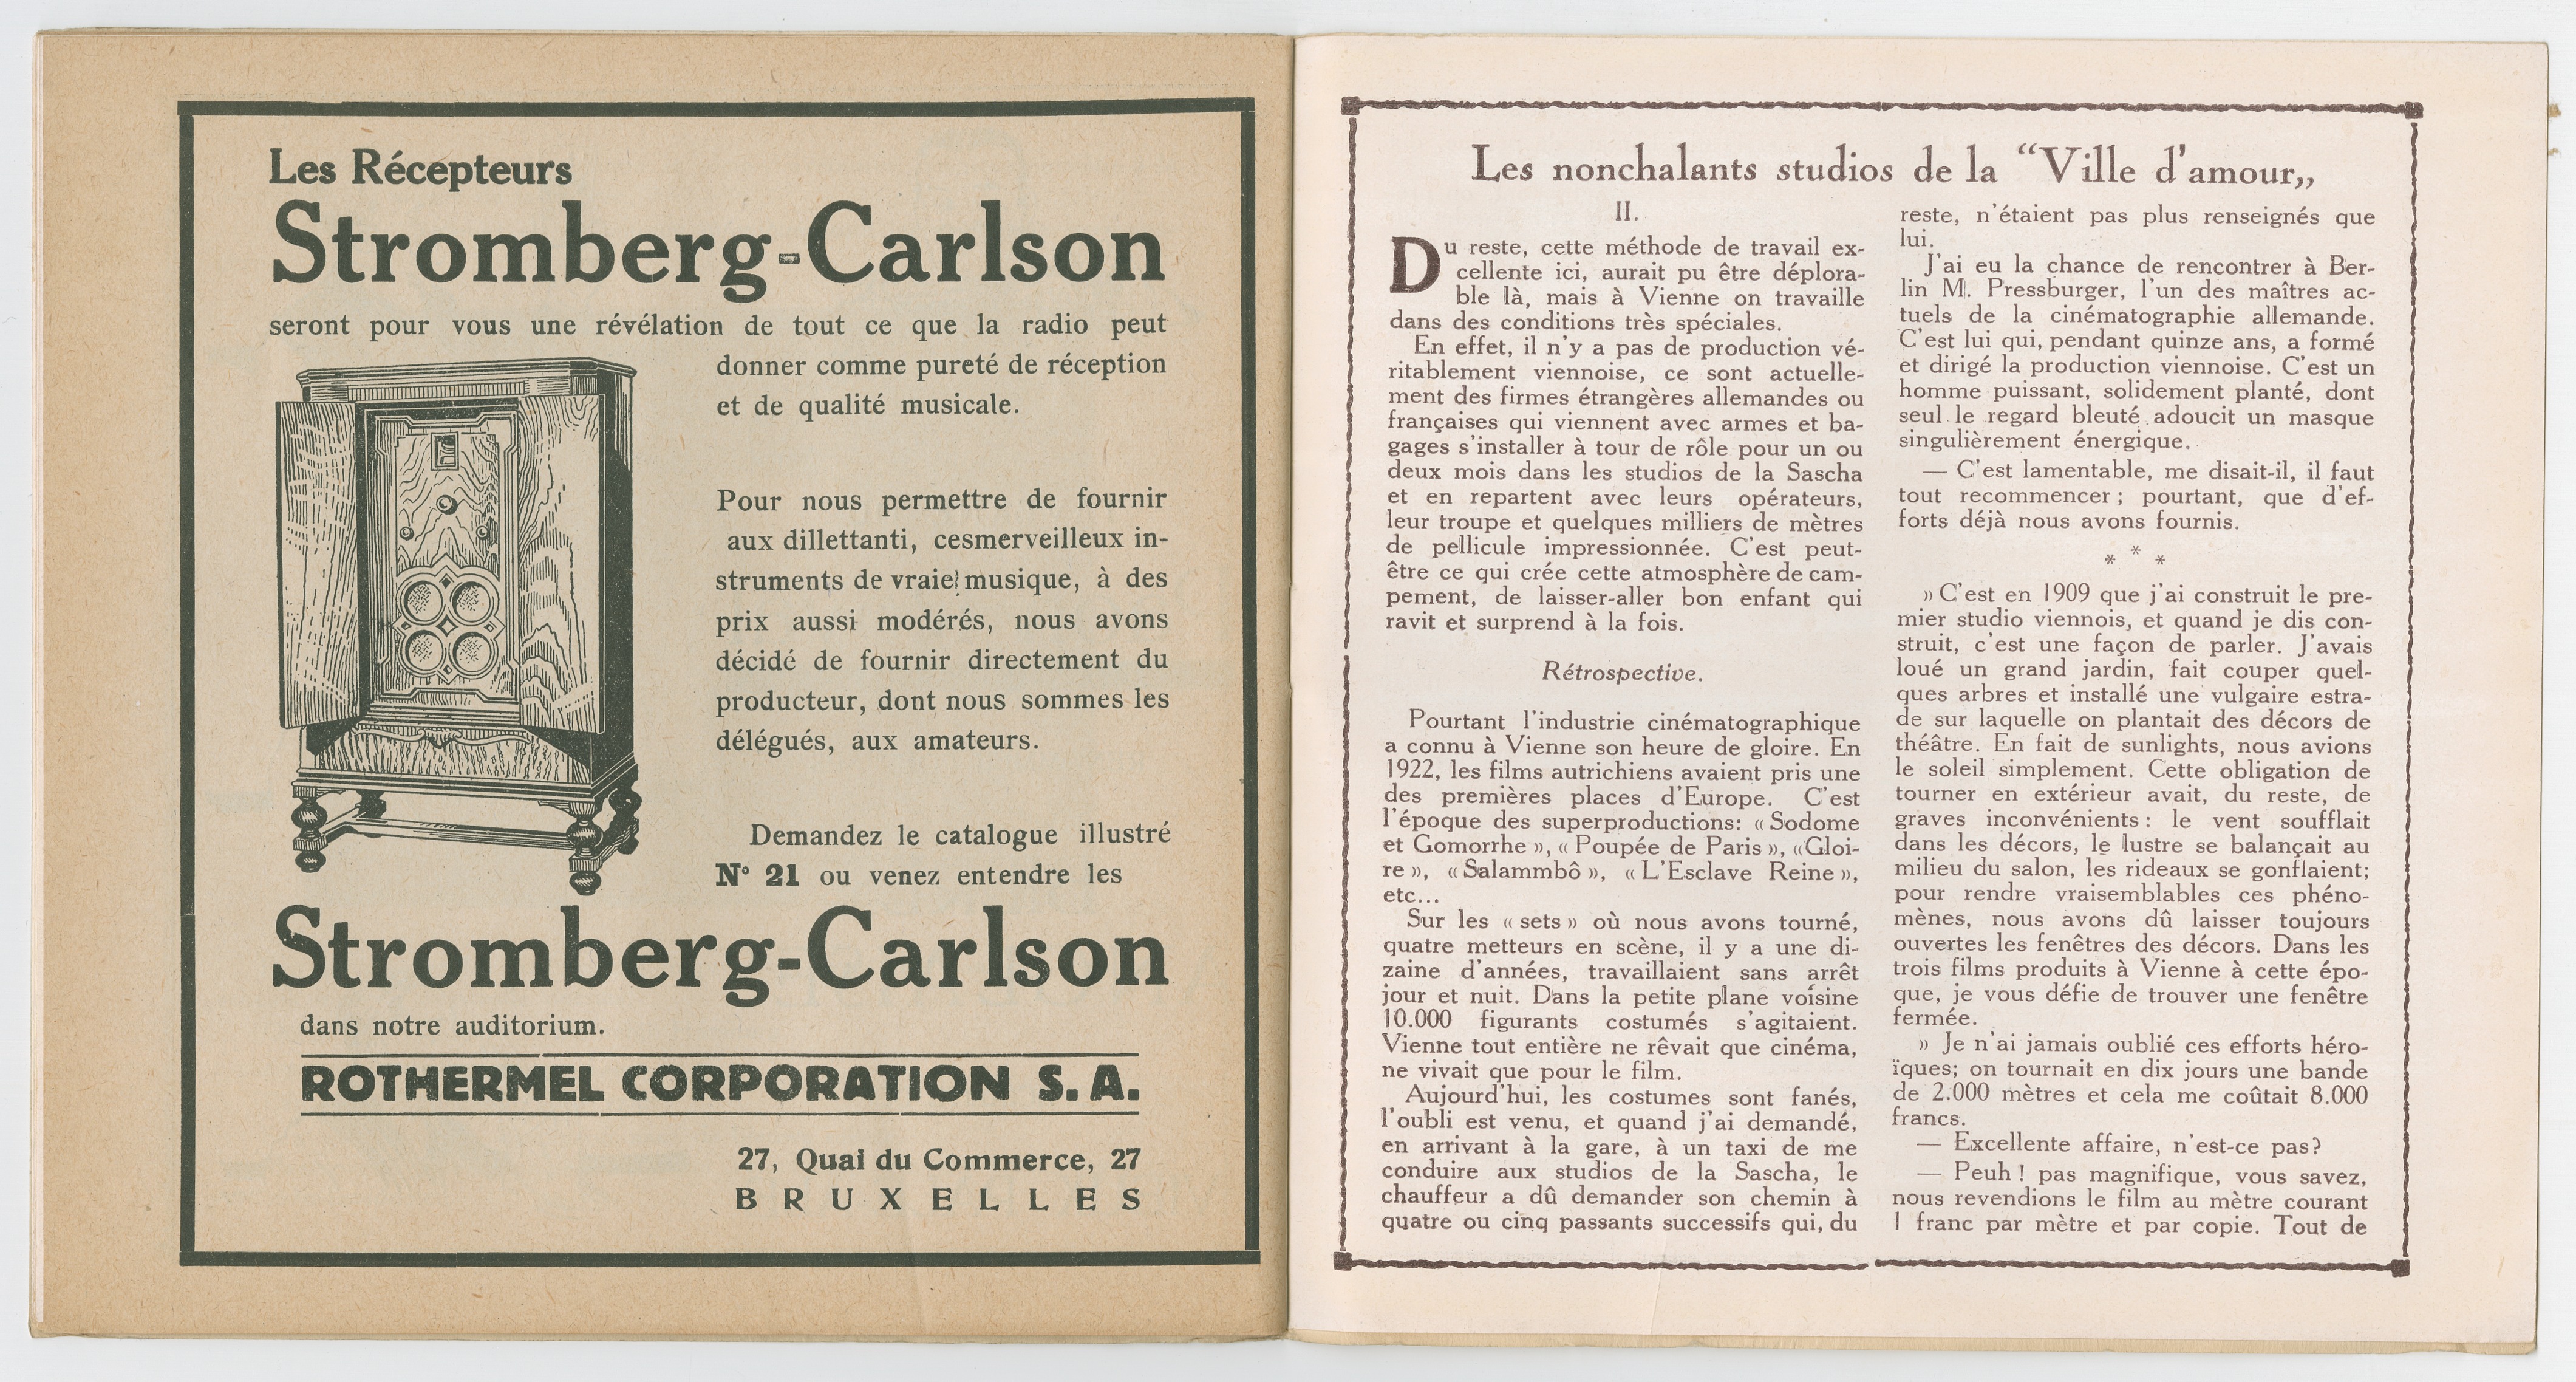 Les Récepteurs
Stromberg-Carlson
seront pour vous une révélation de tout ce que la radio peut
donner comme pureté de réception
et de qualité musicale.
Pour nous permettre de fournir
aux dillettanti, cesmerveilleux in-
struments de vraie musique, à des
prix aussi modérés, nous avons
décidé de fournir directement du
producteur, dont nous sommes les
délégués, aux amateurs.
Demandez le catalogue illustré
N° 21 ou venez entendre les
Stromberg-Carlson
dans notre auditorium.
ROTHERMEL CORPORATION S. A.
27, Quai du Commerce, 27
BRUXELLES
Les nonchalants studios de la “Ville d'amour„
II.
Du reste, cette méthode de travail ex-
cellente ici, aurait pu être déplora-
ble là, mais à Vienne on travaille
dans des conditions très spéciales.
En effet, il n'y a pas de production vé-
ritablement viennoise, ce sont actuelle-
ment des firmes étrangères allemandes ou
françaises qui viennent avec armes et ba-
gages s'installer à tour de rôle pour un ou
deux mois dans les studios de la Sascha
et en repartent avec leurs opérateurs,
leur troupe et quelques milliers de mètres
de pellicule impressionnée. C'est peut-
être ce qui crée cette atmosphère de cam-
pement, de laisser-aller bon enfant qui
ravit et surprend à la fois.
Rétrospective.
Pourtant l'industrie cinématographique
a connu à Vienne son heure de gloire. En
1922, les films autrichiens avaient pris une
des premières places d'Europe. C'est
l'époque des superproductions: « Sodome
et Gomorrhe », « Poupée de Paris », «Gloi-
re », « Salammbô », « L'Esclave Reine »,
etc...
Sur les « sets » où nous avons tourné,
quatre metteurs en scène, il y a une di-
zaine d'années, travaillaient sans arrêt
jour et nuit. Dans la petite plane voisine
10.000 figurants costumés s'agitaient.
Vienne tout entière ne rêvait que cinéma,
ne vivait que pour le film.
Aujourd'hui, les costumes sont fanés,
l'oubli est venu, et quand j'ai demandé,
en arrivant à la gare, à un taxi de me
conduire aux studios de la Sascha, le
chauffeur a dû demander son chemin à
quatre ou cinq passants successifs qui, du
reste, n'étaient pas plus renseignés que
lui.
J'ai eu la chance de rencontrer à Ber-
lin M. Pressburger, l'un des maîtres ac-
tuels de la cinématographie allemande.
C'est lui qui, pendant quinze ans, a formé
et dirigé la production viennoise. C'est un
homme puissant, solidement planté, dont
seul le regard bleuté adoucit un masque
singulièrement énergique.
— C'est lamentable, me disait-il, il faut
tout recommencer ; pourtant, que d'ef-
forts déjà nous avons fournis.
* * *
» C'est en 1909 que j'ai construit le pre-
mier studio viennois, et quand je dis con-
struit, c'est une façon de parler. J'avais
loué un grand jardin, fait couper quel-
ques arbres et installé une vulgaire estra-
de sur laquelle on plantait des décors de
théâtre. En fait de sunlights, nous avions
le soleil simplement. Cette obligation de
tourner en extérieur avait, du reste, de
graves inconvénients : le vent soufflait
dans les décors, le lustre se balançait au
milieu du salon, les rideaux se gonflaient;
pour rendre vraisemblables ces phéno-
mènes, nous avons dû laisser toujours
ouvertes les fenêtres des décors. Dans les
trois films produits à Vienne à cette épo-
que, je vous défie de trouver une fenêtre
fermée.
» Je n'ai jamais oublié ces efforts héro-
ïques; on tournait en dix jours une bande
de 2.000 mètres et cela me coûtait 8.000
francs.
— Excellente affaire, n'est-ce pas?
— Peuh ! pas magnifique, vous savez,
nous revendions le film au mètre courant
1 franc par mètre et par copie. Tout de